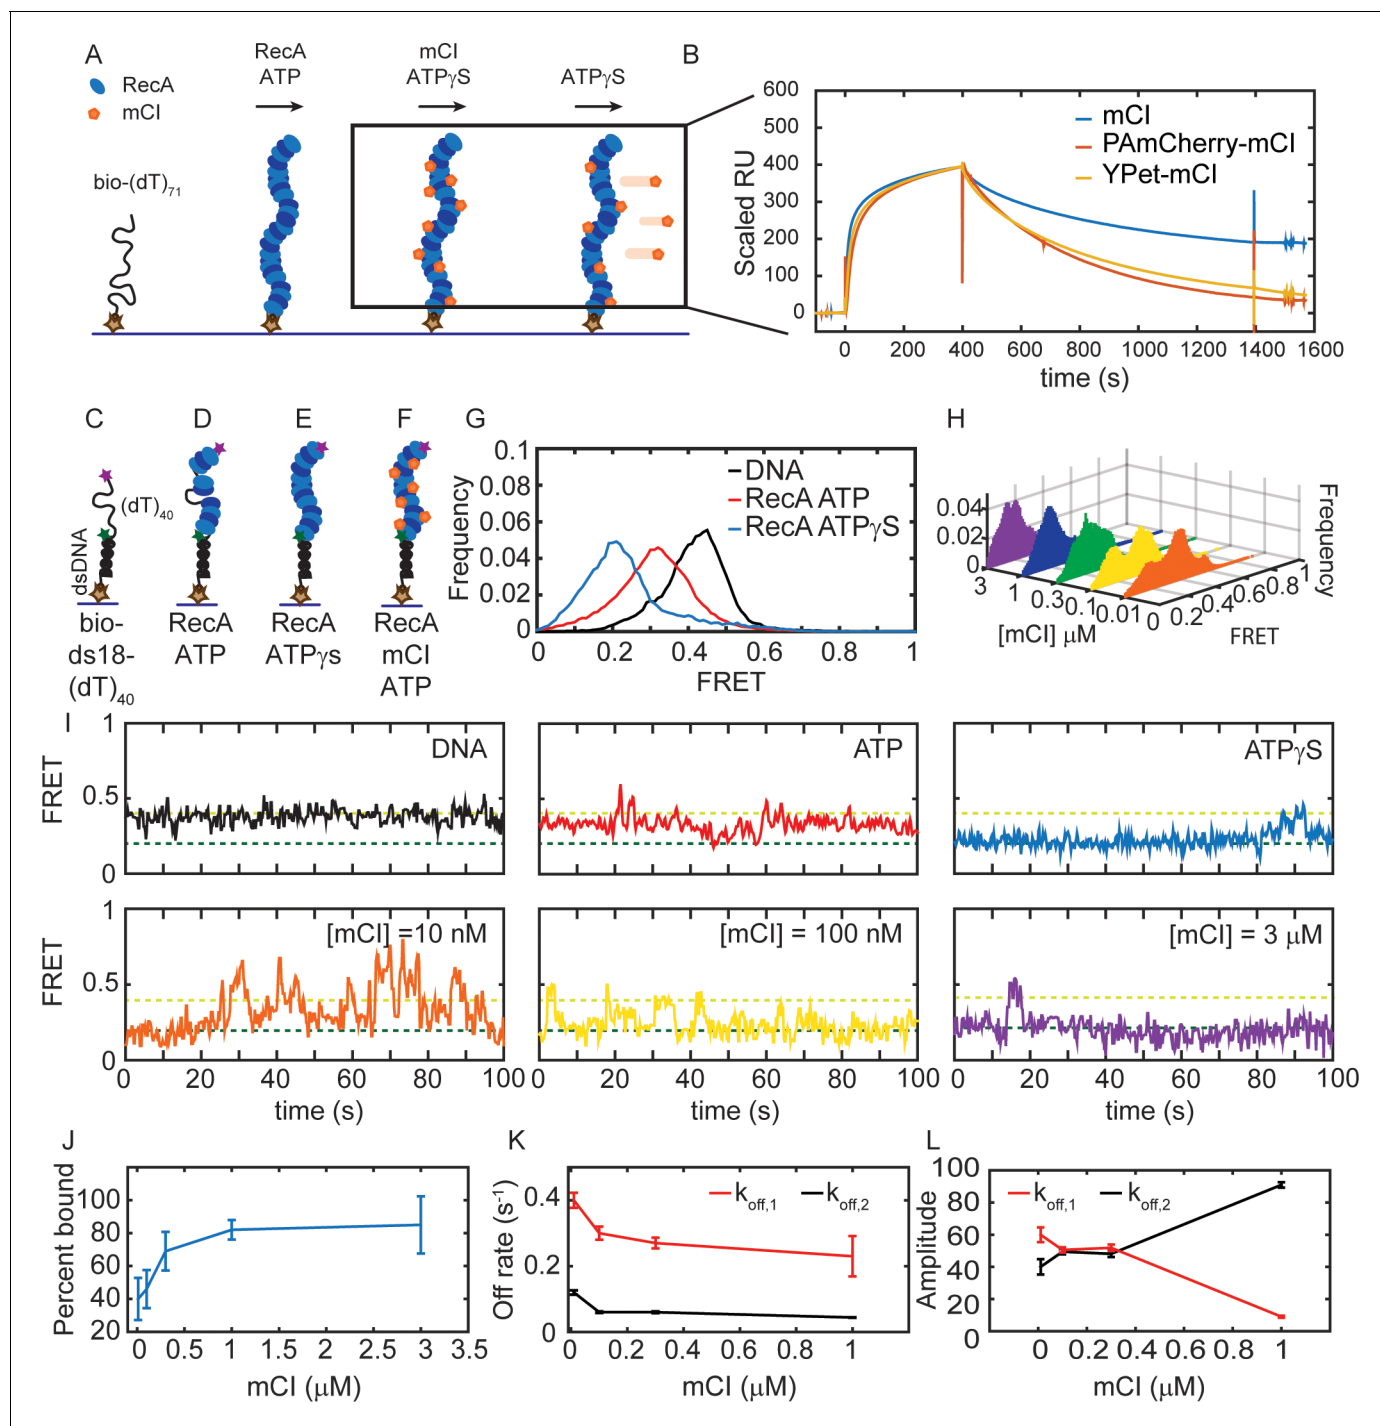 A
RecA
mCI
RecA
ATP
mCI
ATPγS
ATPγS
bio-(dT)71
B
600
500
400
300
200
100
0
Scaled RU
mCI
PAmCherry-mCI
YPet-mCI
0 200 400 600 800 1000 1200 1400 1600
time (s)
C D E F G H
dsDNA
(dT)40
bio-
ds18-
(dT)40
RecA
ATP
RecA
ATPγs
RecA
mCI
ATP
0.1
0.08
0.06
0.04
0.02
0
Frequency
DNA
RecA ATP
RecA ATPγS
0 0.2 0.4 0.6 0.8 1
FRET
0.04
0.02
0
3 1 0.3 0.1 0.01
[mCI] μM
0 0.2 0.4 0.6 0.8 1
FRET
Frequency
I
1
0.5
0
FRET
DNA
ATP
ATPγS
1
0.5
0
FRET
[mCI] =10 nM
[mCI] = 100 nM
[mCI] = 3 μM
0 20 40 60 80 100
time (s)
0 20 40 60 80 100
time (s)
0 20 40 60 80 100
time (s)
J
100
80
60
40
20
Percent bound
0 0.5 1 1.5 2 2.5 3 3.5
mCI (μM)
K
0.4
0.2
0
Off rate (s-1)
koff,1 koff,2
0 0.2 0.4 0.6 0.8 1
mCI (μM)
L
100
80
60
40
20
0
Amplitude
koff,1 koff,2
0 0.2 0.4 0.6 0.8 1
mCI (μM)